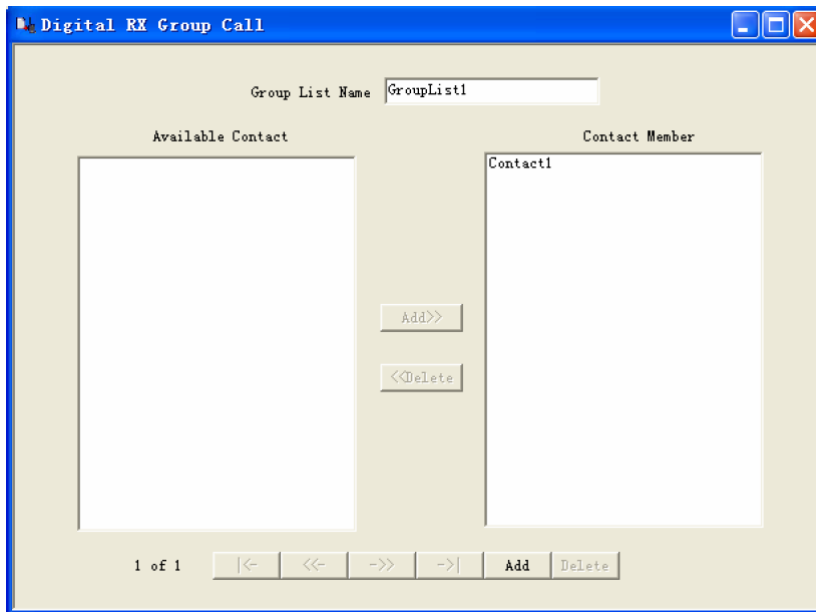 Digital RX Group Call
Group List Name GroupList1
Available Contact
Contact Member
Contact1
Add>>
<<Delete
1 of 1 |<- <<- ->> ->| Add Delete